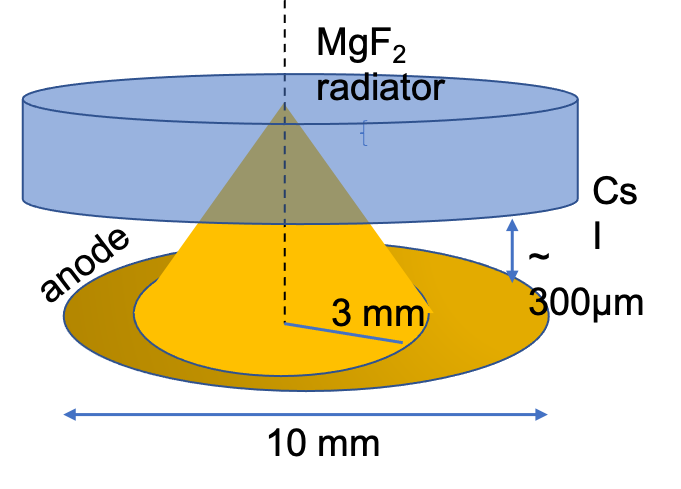 MgF₂
radiator
Cs
I
anode
~
300μm
3 mm
10 mm